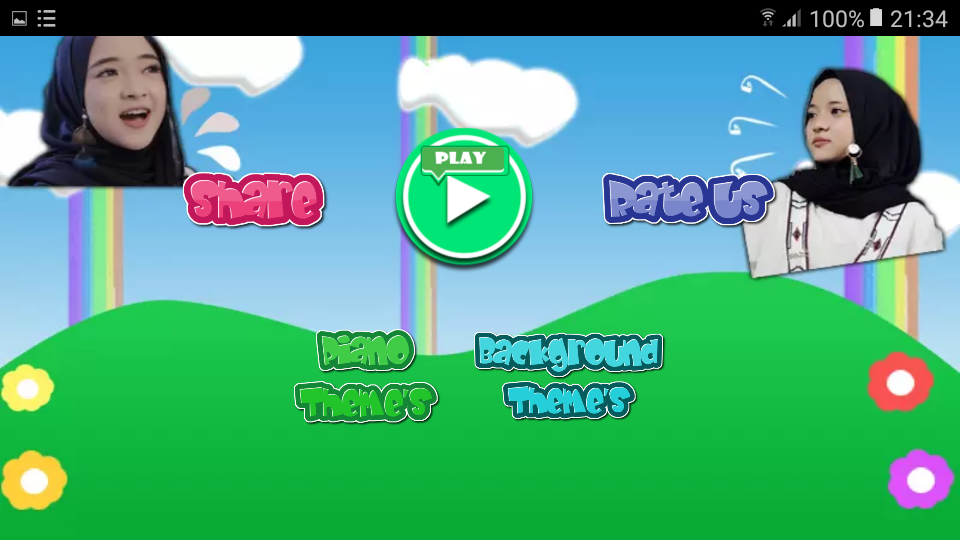 100% 21:34
PLAY
Share
Rate Us
Piano
Theme's
Background
Theme's